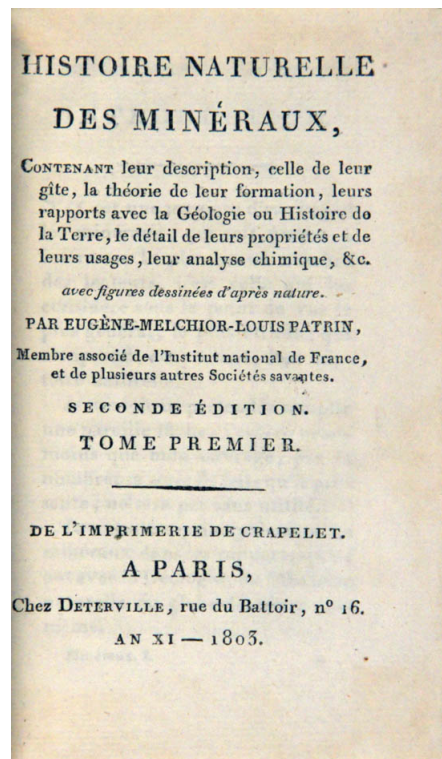 HISTOIRE NATURELLE
DES MINÉRAUX,
CONTENANT leur description, celle de leur
gîte, la théorie de leur formation, leurs
rapports avec la Géologie ou Histoire de
la Terre, le détail de leurs propriétés et de
leurs usages, leur analyse chimique, &c.
avec figures dessinées d'après nature.
PAR EUGÈNE-MELCHIOR-LOUIS PATRIN,
Membre associé de l'Institut national de France,
et de plusieurs autres Sociétés savantes.
SECONDE ÉDITION.
TOME PREMIER.
DE L'IMPRIMERIE DE CRAPELET.
A PARIS,
Chez DETERVILLE, rue du Battoir, nº 16.
AN XI — 1803.